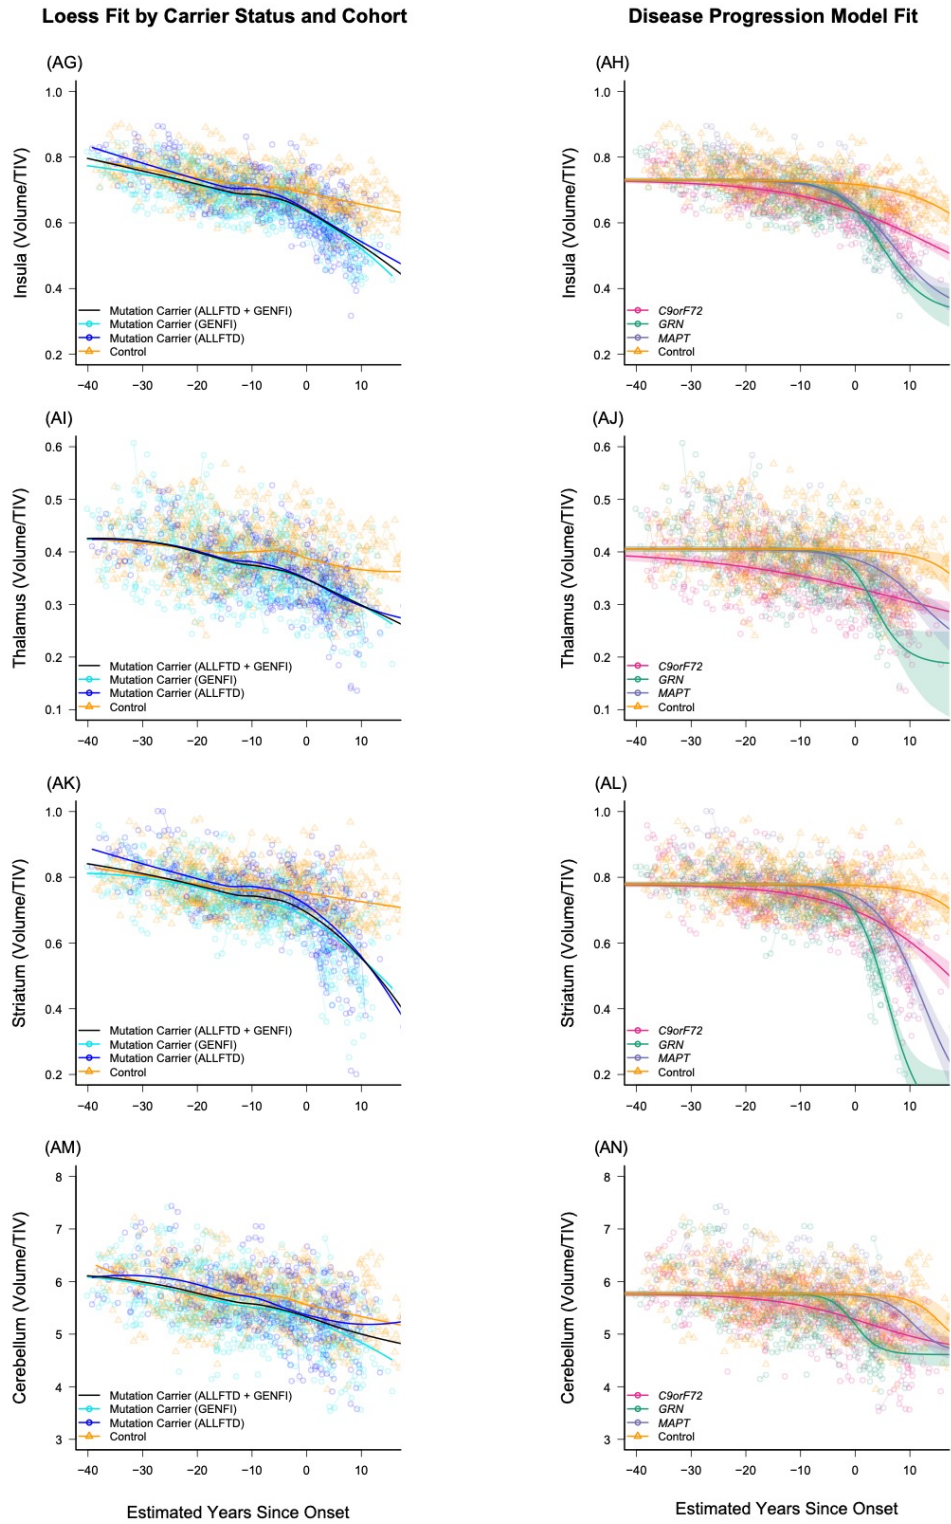 Loess Fit by Carrier Status and Cohort
Disease Progression Model Fit
(AG)
1.0
0.8
0.6
0.4
0.2
Insula (Volume/TIV)
Mutation Carrier (ALLFTD + GENFI)
Mutation Carrier (GENFI)
Mutation Carrier (ALLFTD)
Control
−40 −30 −20 −10 0 10
(AH)
1.0
0.8
0.6
0.4
0.2
Insula (Volume/TIV)
C9orF72
GRN
MAPT
Control
−40 −30 −20 −10 0 10
(AI)
0.6
0.5
0.4
0.3
0.2
0.1
Thalamus (Volume/TIV)
Mutation Carrier (ALLFTD + GENFI)
Mutation Carrier (GENFI)
Mutation Carrier (ALLFTD)
Control
−40 −30 −20 −10 0 10
(AJ)
0.6
0.5
0.4
0.3
0.2
0.1
Thalamus (Volume/TIV)
C9orF72
GRN
MAPT
Control
−40 −30 −20 −10 0 10
(AK)
1.0
0.8
0.6
0.4
0.2
Striatum (Volume/TIV)
Mutation Carrier (ALLFTD + GENFI)
Mutation Carrier (GENFI)
Mutation Carrier (ALLFTD)
Control
−40 −30 −20 −10 0 10
(AL)
1.0
0.8
0.6
0.4
0.2
Striatum (Volume/TIV)
C9orF72
GRN
MAPT
Control
−40 −30 −20 −10 0 10
(AM)
8
7
6
5
4
3
Cerebellum (Volume/TIV)
Mutation Carrier (ALLFTD + GENFI)
Mutation Carrier (GENFI)
Mutation Carrier (ALLFTD)
Control
−40 −30 −20 −10 0 10
Estimated Years Since Onset
(AN)
8
7
6
5
4
3
Cerebellum (Volume/TIV)
C9orF72
GRN
MAPT
Control
−40 −30 −20 −10 0 10
Estimated Years Since Onset